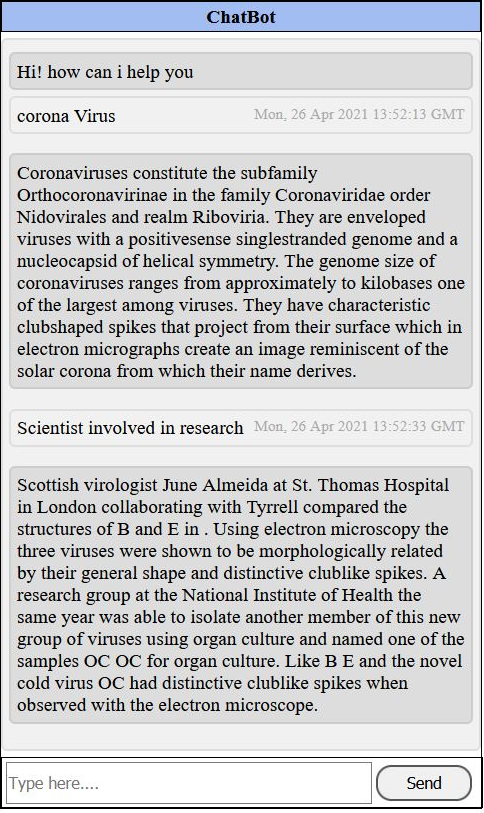 ChatBot
Hi! how can i help you
corona Virus Mon, 26 Apr 2021 13:52:13 GMT
Coronaviruses constitute the subfamily
Orthocoronavirinae in the family Coronaviridae order
Nidovirales and realm Riboviria. They are enveloped
viruses with a positivesense singlestranded genome and a
nucleocapsid of helical symmetry. The genome size of
coronaviruses ranges from approximately to kilobases one
of the largest among viruses. They have characteristic
clubshaped spikes that project from their surface which in
electron micrographs create an image reminiscent of the
solar corona from which their name derives.
Scientist involved in research Mon, 26 Apr 2021 13:52:33 GMT
Scottish virologist June Almeida at St. Thomas Hospital
in London collaborating with Tyrrell compared the
structures of B and E in . Using electron microscopy the
three viruses were shown to be morphologically related
by their general shape and distinctive clublike spikes. A
research group at the National Institute of Health the
same year was able to isolate another member of this new
group of viruses using organ culture and named one of the
samples OC OC for organ culture. Like B E and the novel
cold virus OC had distinctive clublike spikes when
observed with the electron microscope.
Type here.... Send